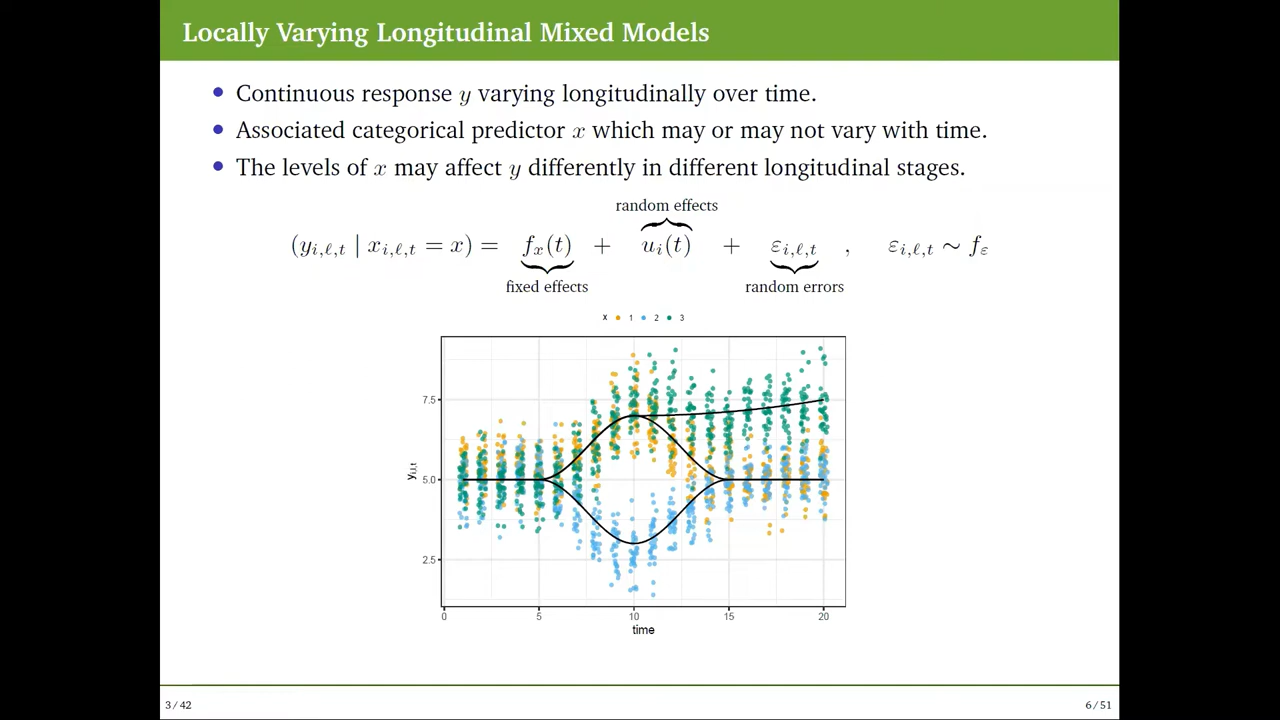 Locally Varying Longitudinal Mixed Models
• Continuous response y varying longitudinally over time.
• Associated categorical predictor x which may or may not vary with time.
• The levels of x may affect y differently in different longitudinal stages.
random effects
(y_{i,ℓ,t} | x_{i,ℓ,t} = x) = f_x(t) + u_i(t) + ε_{i,ℓ,t} , ε_{i,ℓ,t} ∼ f_ε
fixed effects random errors
x 1 2 3
7.5
5.0
2.5
y_{i,t}
0 5 10 15 20
time
3 / 42 6 / 51